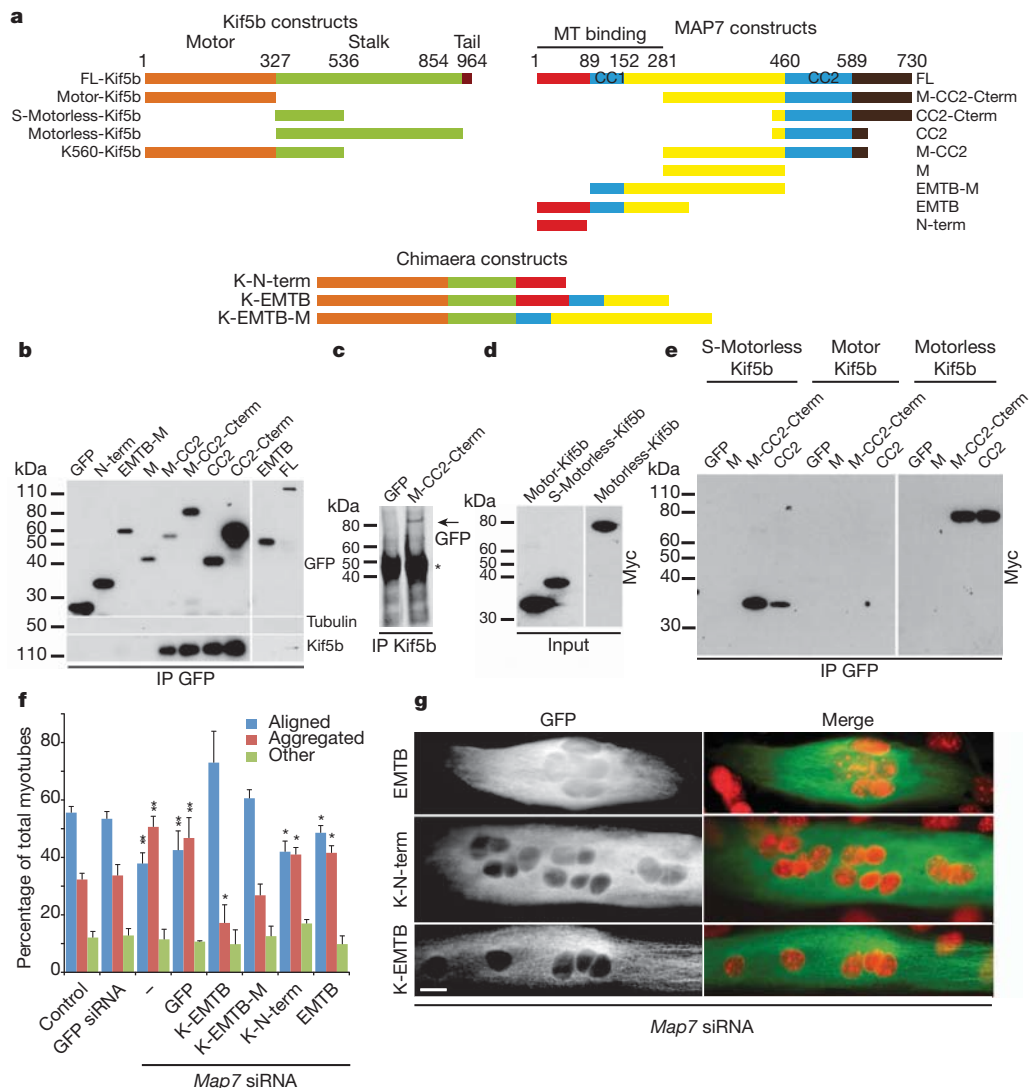 a
Kif5b constructs
Motor Stalk Tail
1 327 536 854 964
FL-Kif5b
Motor-Kif5b
S-Motorless-Kif5b
Motorless-Kif5b
K560-Kif5b
MAP7 constructs
MT binding
1 89 152 281 460 589 730
CC1 CC2 FL
M-CC2-Cterm
CC2-Cterm
CC2
M-CC2
M
EMTB-M
EMTB
N-term
Chimaera constructs
K-N-term
K-EMTB
K-EMTB-M
b
GFP N-term EMTB-M M M-CC2 M-CC2-Cterm CC2 CC2-Cterm EMTB FL
kDa
110
80
60
50
40
30
50
110
GFP
Tubulin
Kif5b
IP GFP
c
GFP M-CC2-Cterm
kDa
80
60
50
40
GFP
*
IP Kif5b
d
Motor-Kif5b S-Motorless-Kif5b Motorless-Kif5b
kDa
80
60
50
40
30
Myc
Input
e
S-Motorless Kif5b
Motor Kif5b
Motorless Kif5b
GFP M M-CC2-Cterm CC2 GFP M M-CC2-Cterm CC2 GFP M M-CC2-Cterm CC2
kDa
110
80
60
50
40
30
Myc
IP GFP
f
Percentage of total myotubes
80
60
40
20
0
Aligned
Aggregated
Other
** ** ** ** * * * * *
Control GFP siRNA – GFP K-EMTB K-EMTB-M K-N-term EMTB
Map7 siRNA
g
GFP Merge
EMTB
K-N-term
K-EMTB
Map7 siRNA